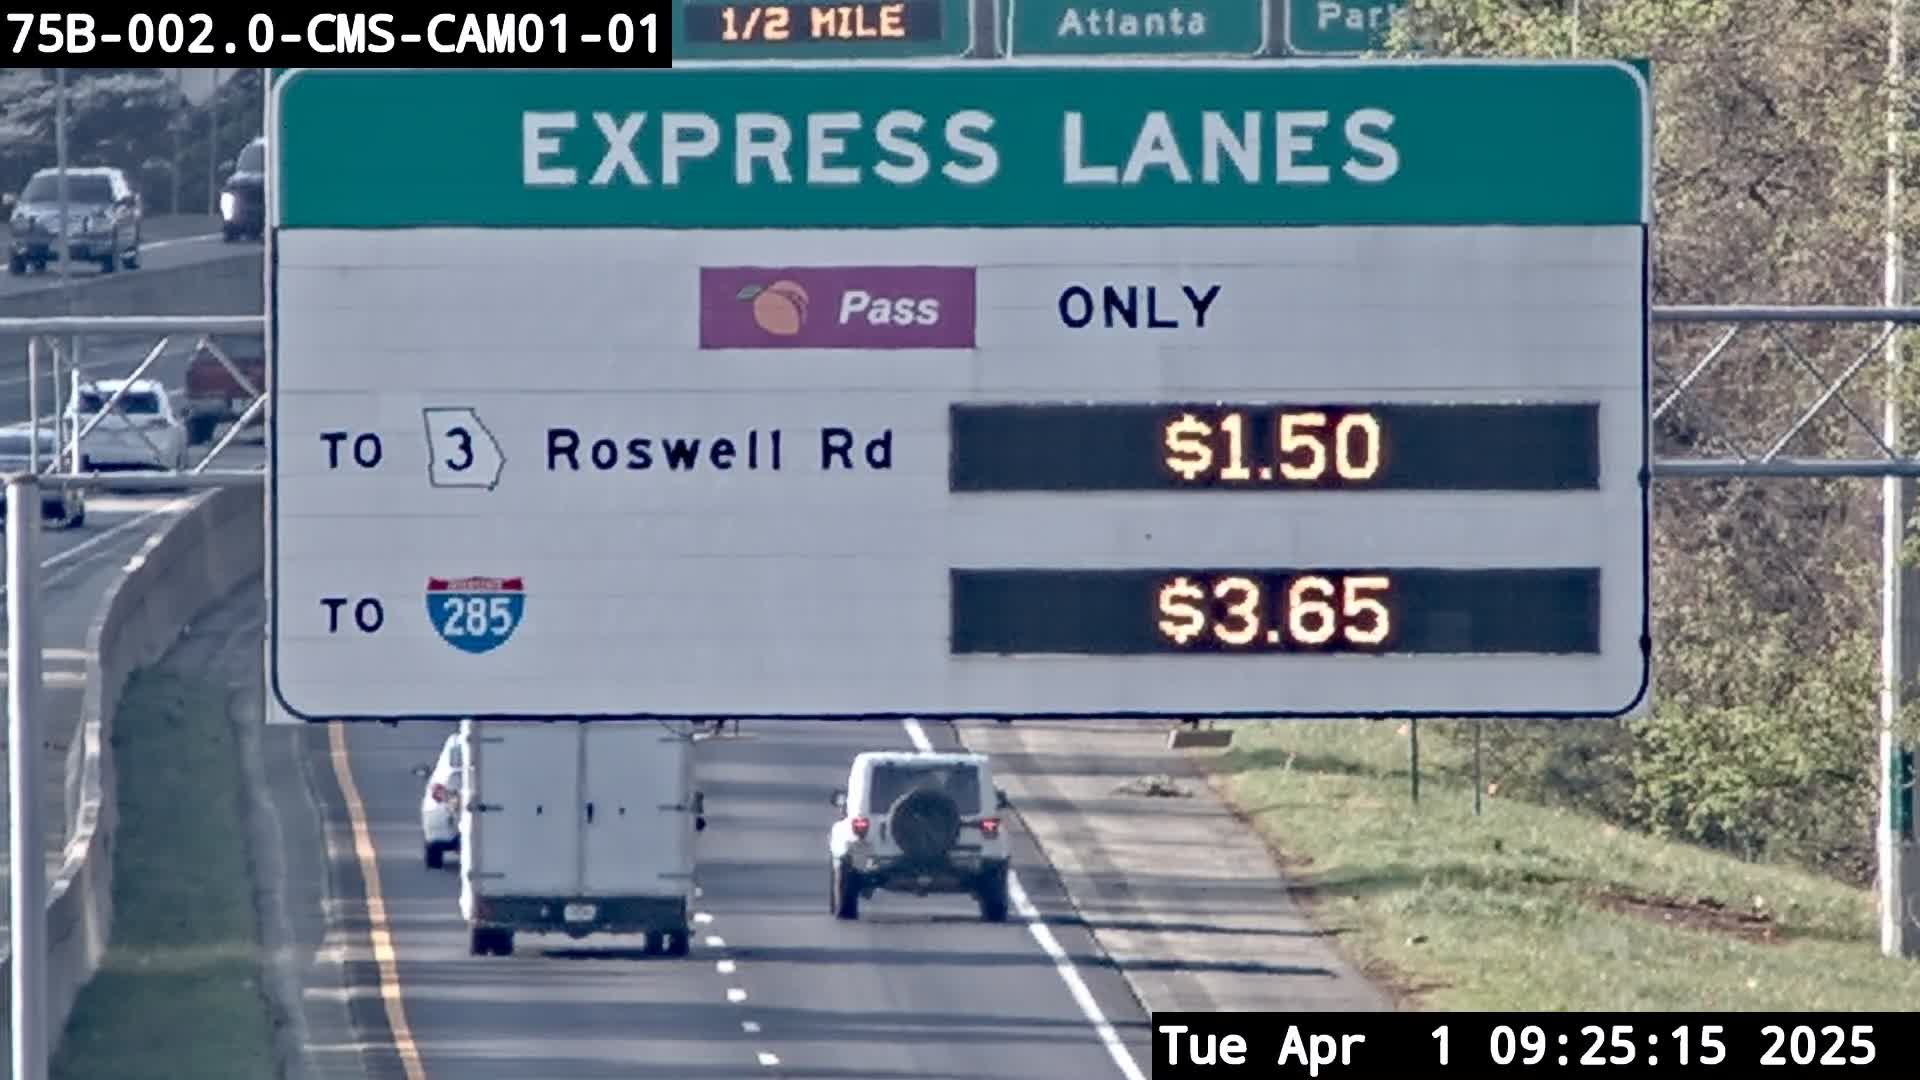 75B-002.0-CMS-CAM01-01
1/2 MILE
Atlanta
EXPRESS LANES
Pass ONLY
TO 3 Roswell Rd $1.50
TO 285 $3.65
Tue Apr 1 09:25:15 2025